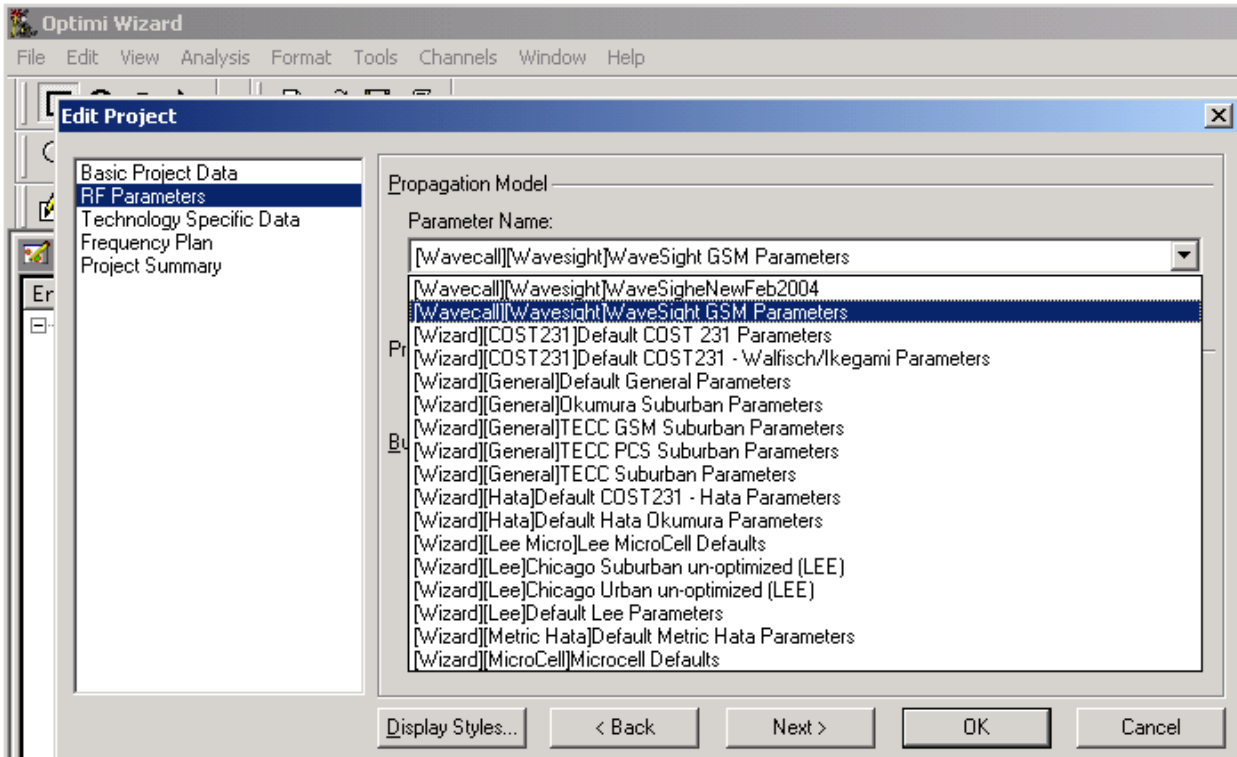 Optimi Wizard
File Edit View Analysis Format Tools Channels Window Help
Edit Project
Basic Project Data
RF Parameters
Technology Specific Data
Frequency Plan
Project Summary
Propagation Model
Parameter Name:
[Wavecall][Wavesight]WaveSight GSM Parameters
[Wavecall][Wavesight]WaveSigheNewFeb2004
[Wavecall][Wavesight]WaveSight GSM Parameters
[Wizard][COST231]Default COST 231 Parameters
[Wizard][COST231]Default COST231 - Walfisch/Ikegami Parameters
[Wizard][General]Default General Parameters
[Wizard][General]Okumura Suburban Parameters
[Wizard][General]TECC GSM Suburban Parameters
[Wizard][General]TECC PCS Suburban Parameters
[Wizard][General]TECC Suburban Parameters
[Wizard][Hata]Default COST231 - Hata Parameters
[Wizard][Hata]Default Hata Okumura Parameters
[Wizard][Lee Micro]Lee MicroCell Defaults
[Wizard][Lee]Chicago Suburban un-optimized (LEE)
[Wizard][Lee]Chicago Urban un-optimized (LEE)
[Wizard][Lee]Default Lee Parameters
[Wizard][Metric Hata]Default Metric Hata Parameters
[Wizard][MicroCell]Microcell Defaults
Display Styles... < Back Next > OK Cancel